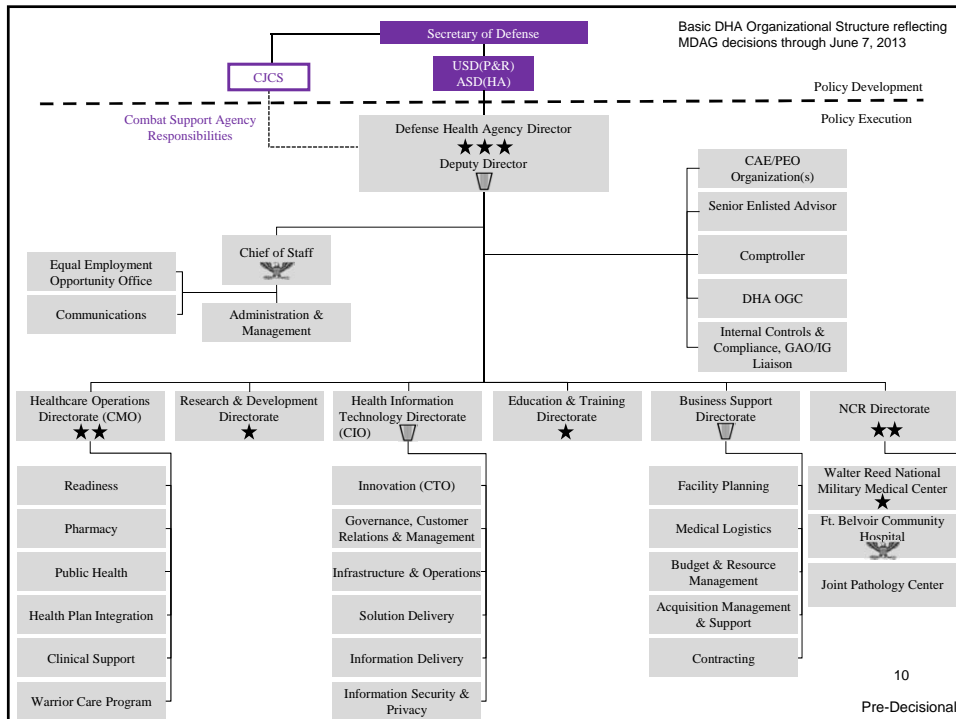 Secretary of Defense
Basic DHA Organizational Structure reflecting
MDAG decisions through June 7, 2013
CJCS
USD(P&R)
ASD(HA)
Policy Development
Combat Support Agency
Responsibilities
Policy Execution
Defense Health Agency Director
Deputy Director
CAE/PEO
Organization(s)
Senior Enlisted Advisor
Comptroller
DHA OGC
Internal Controls &
Compliance, GAO/IG
Liaison
Chief of Staff
Equal Employment
Opportunity Office
Communications
Administration &
Management
Healthcare Operations
Directorate (CMO)
Research & Development
Directorate
Health Information
Technology Directorate
(CIO)
Education & Training
Directorate
Business Support
Directorate
NCR Directorate
Readiness
Pharmacy
Public Health
Health Plan Integration
Clinical Support
Warrior Care Program
Innovation (CTO)
Governance, Customer
Relations & Management
Infrastructure & Operations
Solution Delivery
Information Delivery
Information Security &
Privacy
Facility Planning
Medical Logistics
Budget & Resource
Management
Acquisition Management
& Support
Contracting
Walter Reed National
Military Medical Center
Ft. Belvoir Community
Hospital
Joint Pathology Center
10
Pre-Decisional